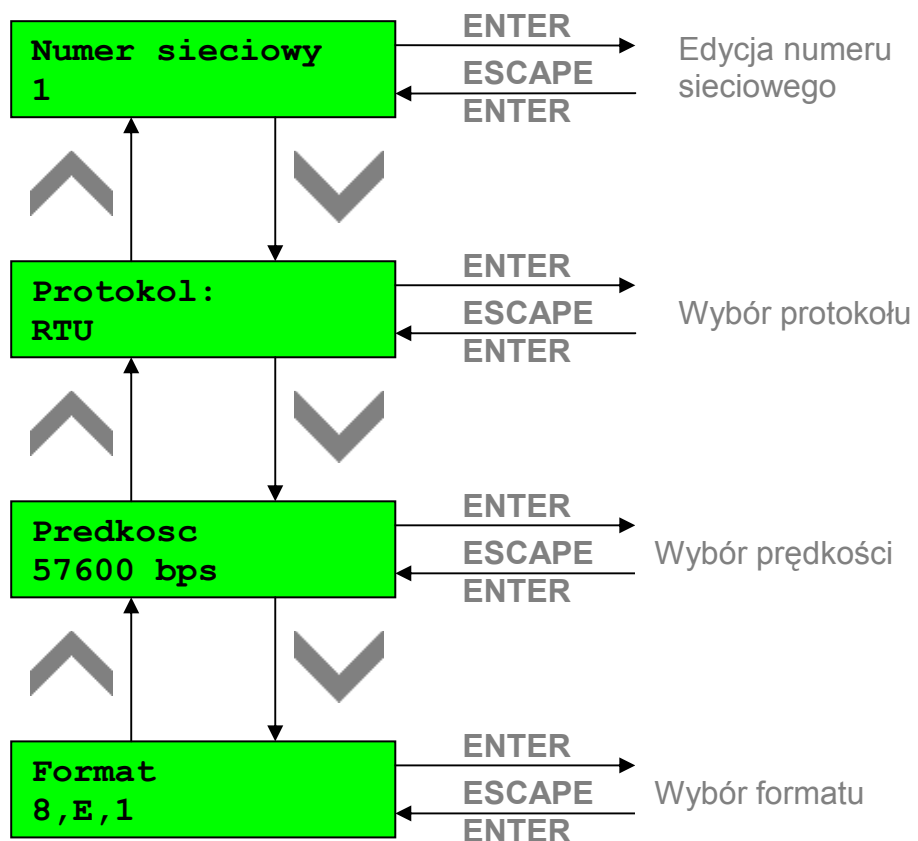 Numer sieciowy
1
ENTER
ESCAPE
ENTER
Edycja numeru
sieciowego
Protokol:
RTU
ENTER
ESCAPE
ENTER
Wybór protokołu
Predkosc
57600 bps
ENTER
ESCAPE
ENTER
Wybór prędkości
Format
8,E,1
ENTER
ESCAPE
ENTER
Wybór formatu